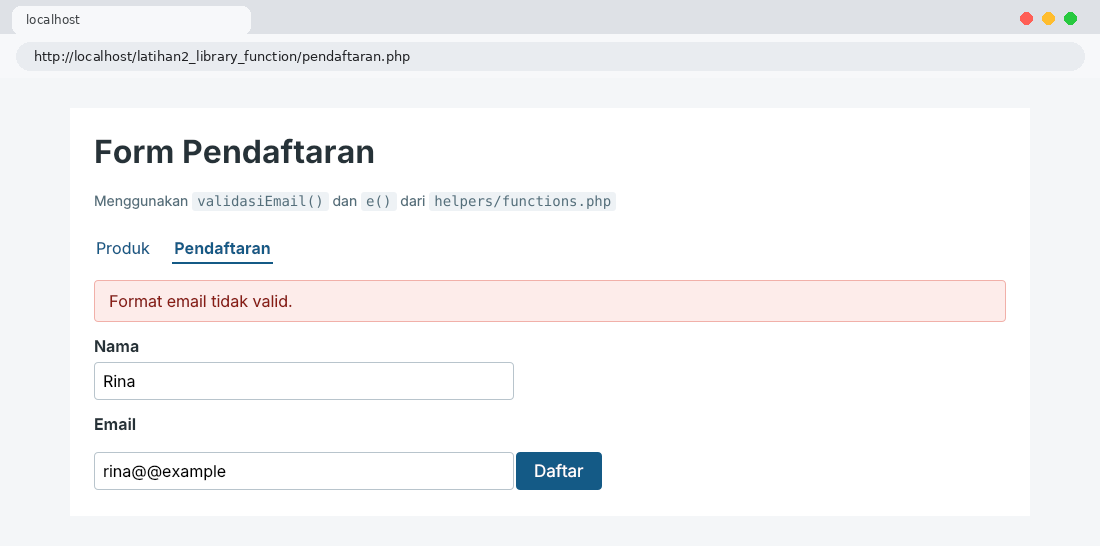 localhost
http://localhost/latihan2_library_function/pendaftaran.php
Form Pendaftaran
Menggunakan validasiEmail() dan e() dari helpers/functions.php
Produk Pendaftaran
Format email tidak valid.
Nama
Rina
Email
rina@@example Daftar